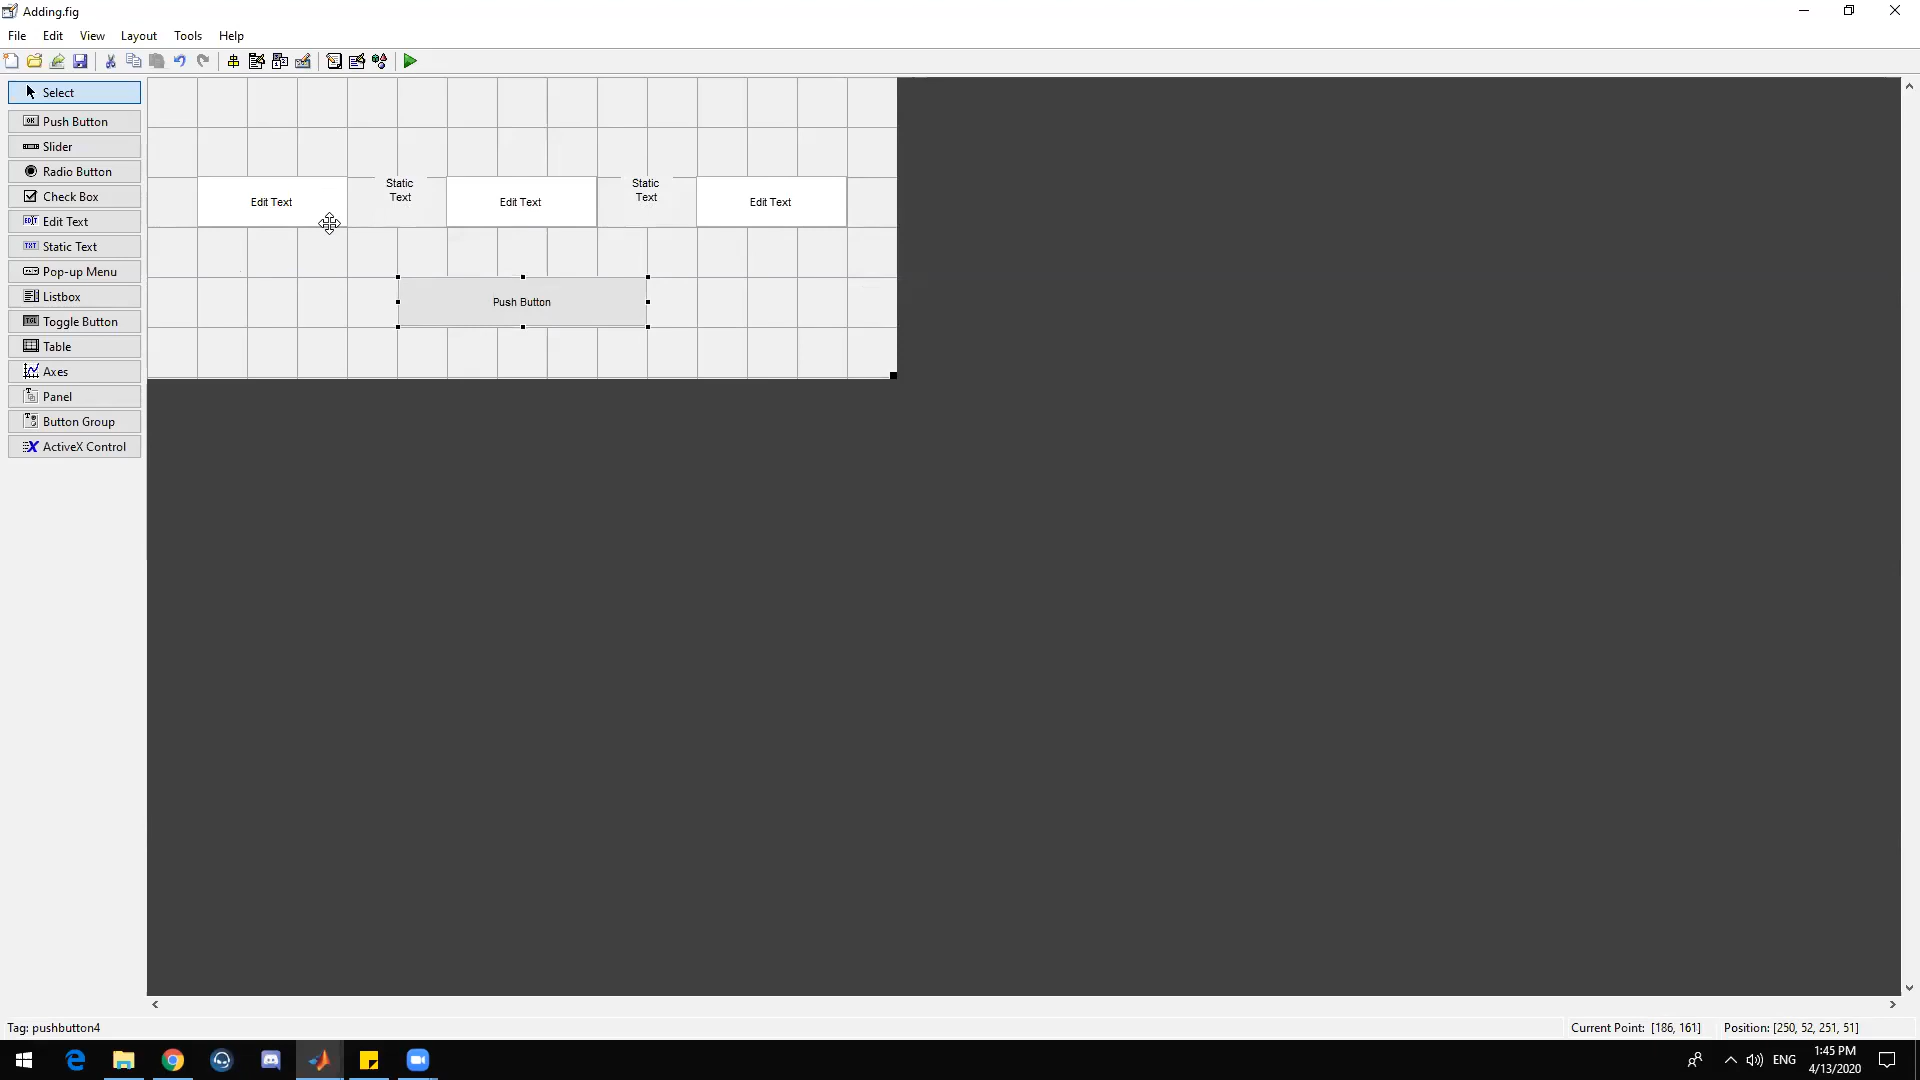 Adding.fig
File Edit View Layout Tools Help
Select
Push Button
Slider
Radio Button
Check Box
Edit Text
Static Text
Pop-up Menu
Listbox
Toggle Button
Table
Axes
Panel
Button Group
ActiveX Control
Edit Text
Static
Text
Edit Text
Static
Text
Edit Text
Push Button
Tag: pushbutton4
Current Point: [186, 161]
Position: [250, 52, 251, 51]
ENG
1:45 PM
4/13/2020